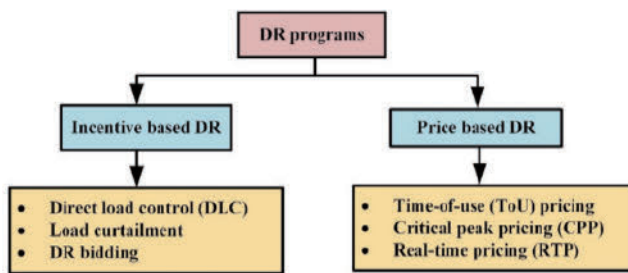 DR programs
Incentive based DR
Price based DR
• Direct load control (DLC)
• Load curtailment
• DR bidding
• Time-of-use (ToU) pricing
• Critical peak pricing (CPP)
• Real-time pricing (RTP)